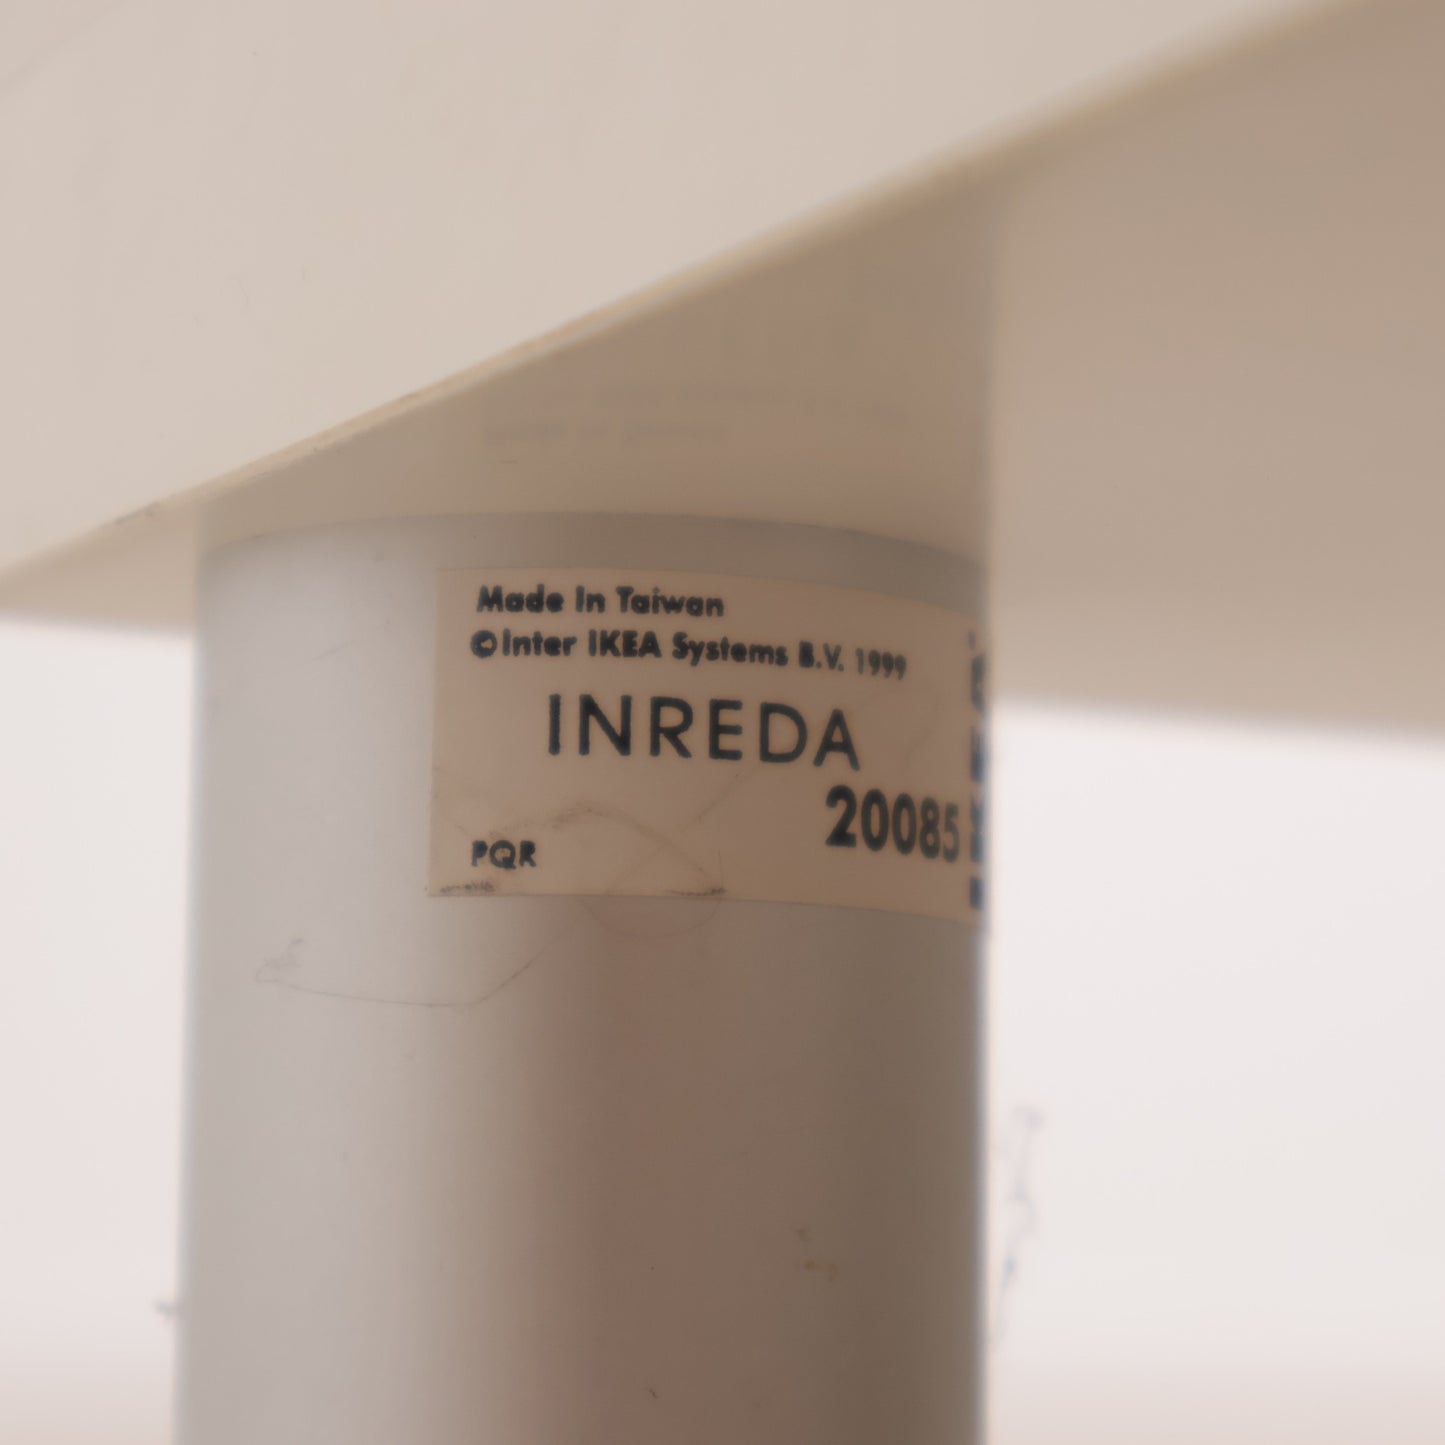 Made In Taiwan
©Inter IKEA Systems B.V. 1999
INREDA
20085
PQR